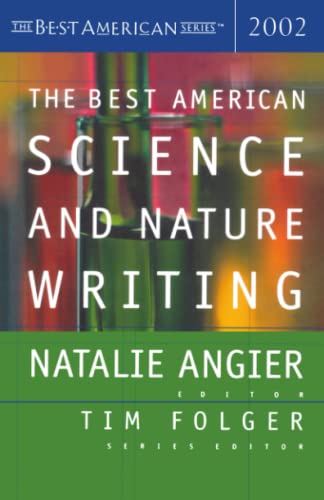 THE BEST AMERICAN SERIES™ 2002
THE BEST AMERICAN
SCIENCE
AND NATURE
WRITING
NATALIE ANGIER
EDITOR
TIM FOLGER
SERIES EDITOR